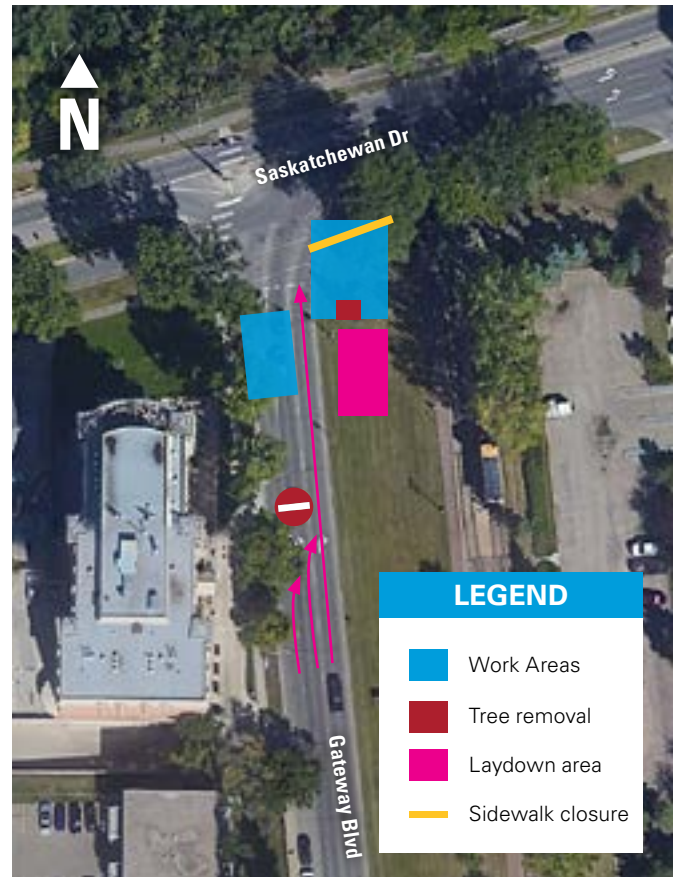 N
Saskatchewan Dr
Gateway Blvd
LEGEND
Work Areas
Tree removal
Laydown area
Sidewalk closure